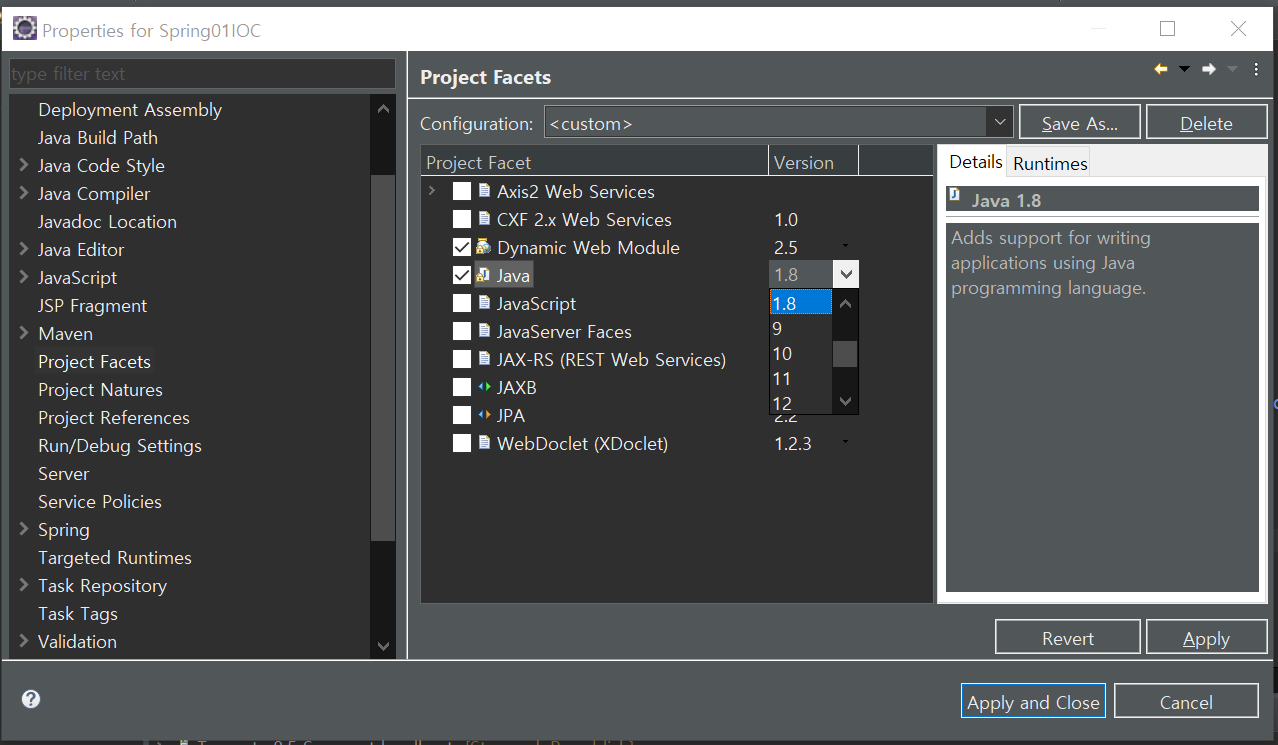 Properties for Spring01IOC
type filter text
Deployment Assembly
Java Build Path
Java Code Style
Java Compiler
Javadoc Location
Java Editor
JavaScript
JSP Fragment
Maven
Project Facets
Project Natures
Project References
Run/Debug Settings
Server
Service Policies
Spring
Targeted Runtimes
Task Repository
Task Tags
Validation
Project Facets
Configuration: <custom> Save As... Delete
Project Facet Version
Axis2 Web Services
CXF 2.x Web Services 1.0
Dynamic Web Module 2.5
Java 1.8
JavaScript 1.8
JavaServer Faces 9
JAX-RS (REST Web Services) 10
JAXB 11
12
JPA 2.2
WebDoclet (XDoclet) 1.2.3
Details Runtimes
Java 1.8
Adds support for writing
applications using Java
programming language.
Revert Apply
Apply and Close Cancel